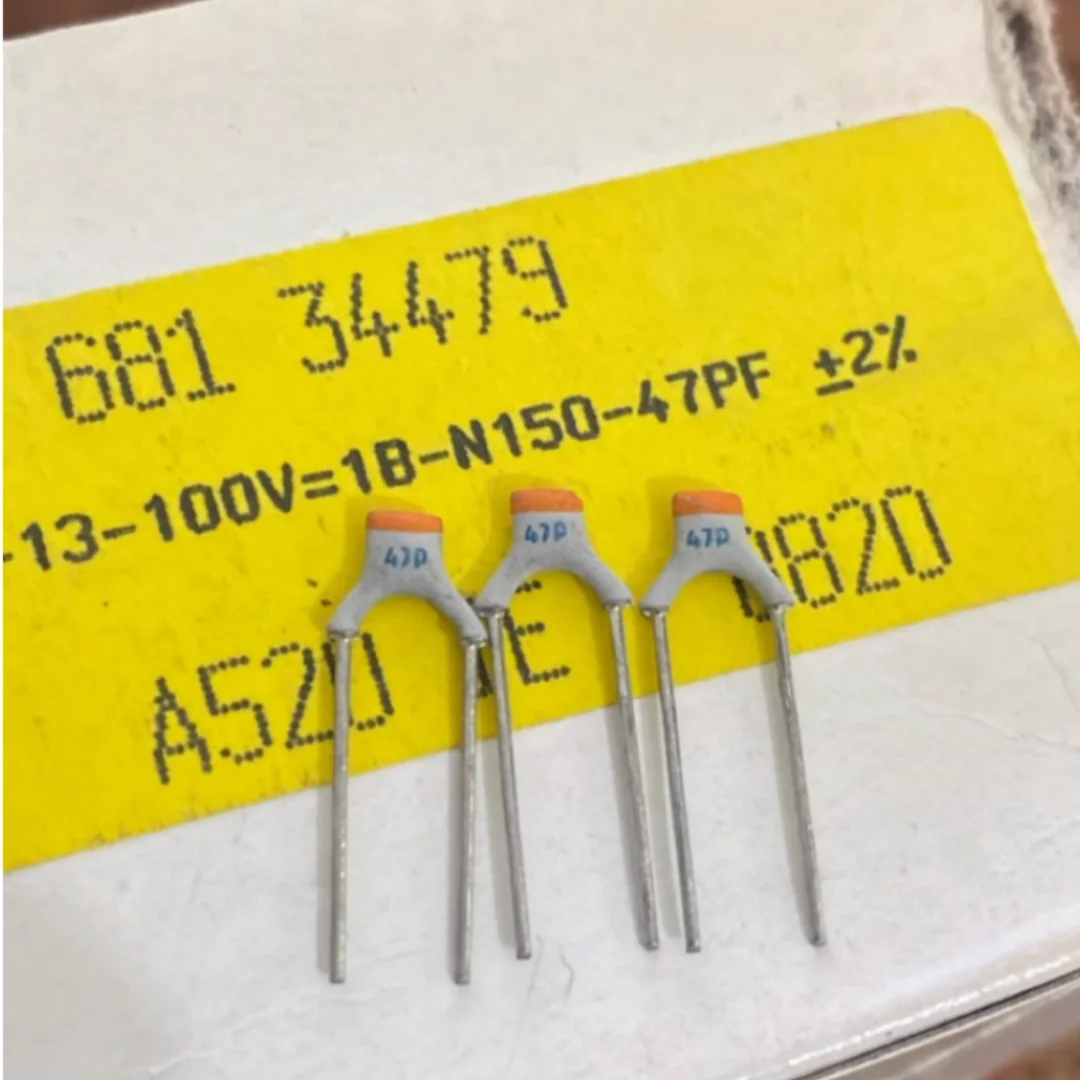 681 34479
-13-100V=1B-N150-47PF ±2%
47p
47p
47p
A520 E 0820